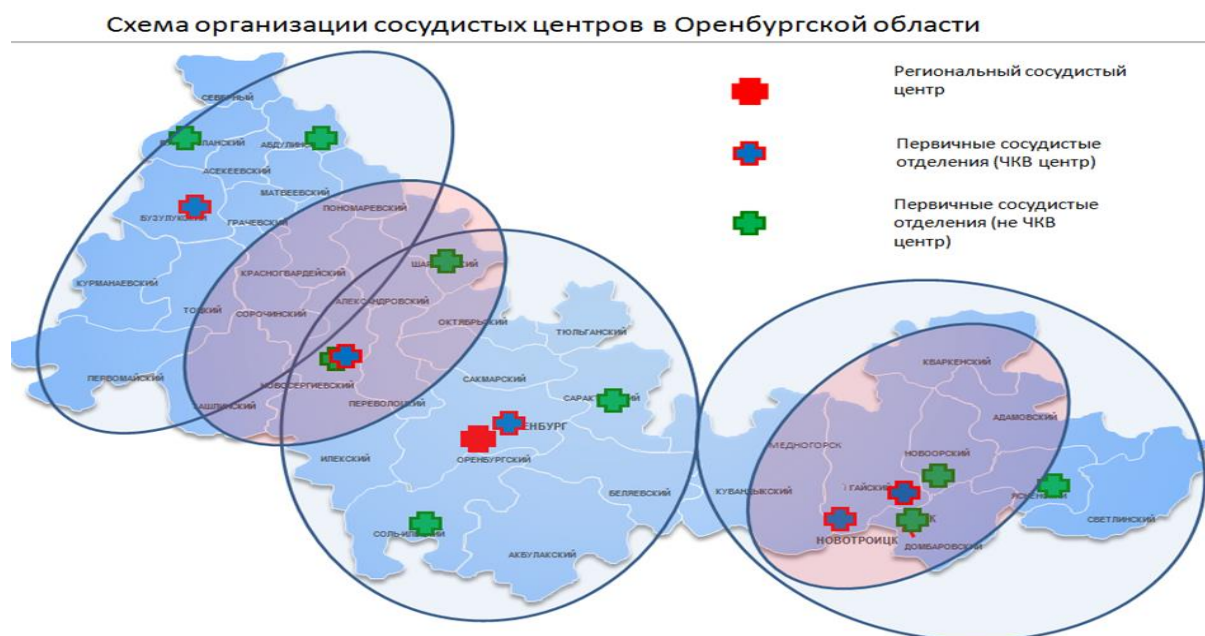 Схема организации сосудистых центров в Оренбургской области
Региональный сосудистый
центр
Первичные сосудистые
отделения (ЧКВ центр)
Первичные сосудистые
отделения (не ЧКВ
центр)
СЕВЕРНЫЙ
АСЕКЕЕВСКИЙ
МАТВЕЕВСКИЙ
ПОНОМАРЕВСКИЙ
ГРАЧЕВСКИЙ
КРАСНОГВАРДЕЙСКИЙ
КУРМАНАЕВСКИЙ
АЛЕКСАНДРОВСКИЙ
СОРОЧИНСКИЙ
ОКТЯБРЬСКИЙ
ТЮЛЬГАНСКИЙ
ПЕРВОМАЙСКИЙ
НОВОСЕРГИЕВСКИЙ
САКМАРСКИЙ
ПЕРЕВОЛОЦКИЙ
ОРЕНБУРГСКИЙ
ИЛЕКСКИЙ
БЕЛЯЕВСКИЙ
АКБУЛАКСКИЙ
КВАРКЕНСКИЙ
АДАМОВСКИЙ
МЕДНОГОРСК
НОВООРСКИЙ
КУВАНДЫКСКИЙ
ГАЙСКИЙ
СВЕТЛИНСКИЙ
НОВОТРОИЦК
ДОМБАРОВСКИЙ